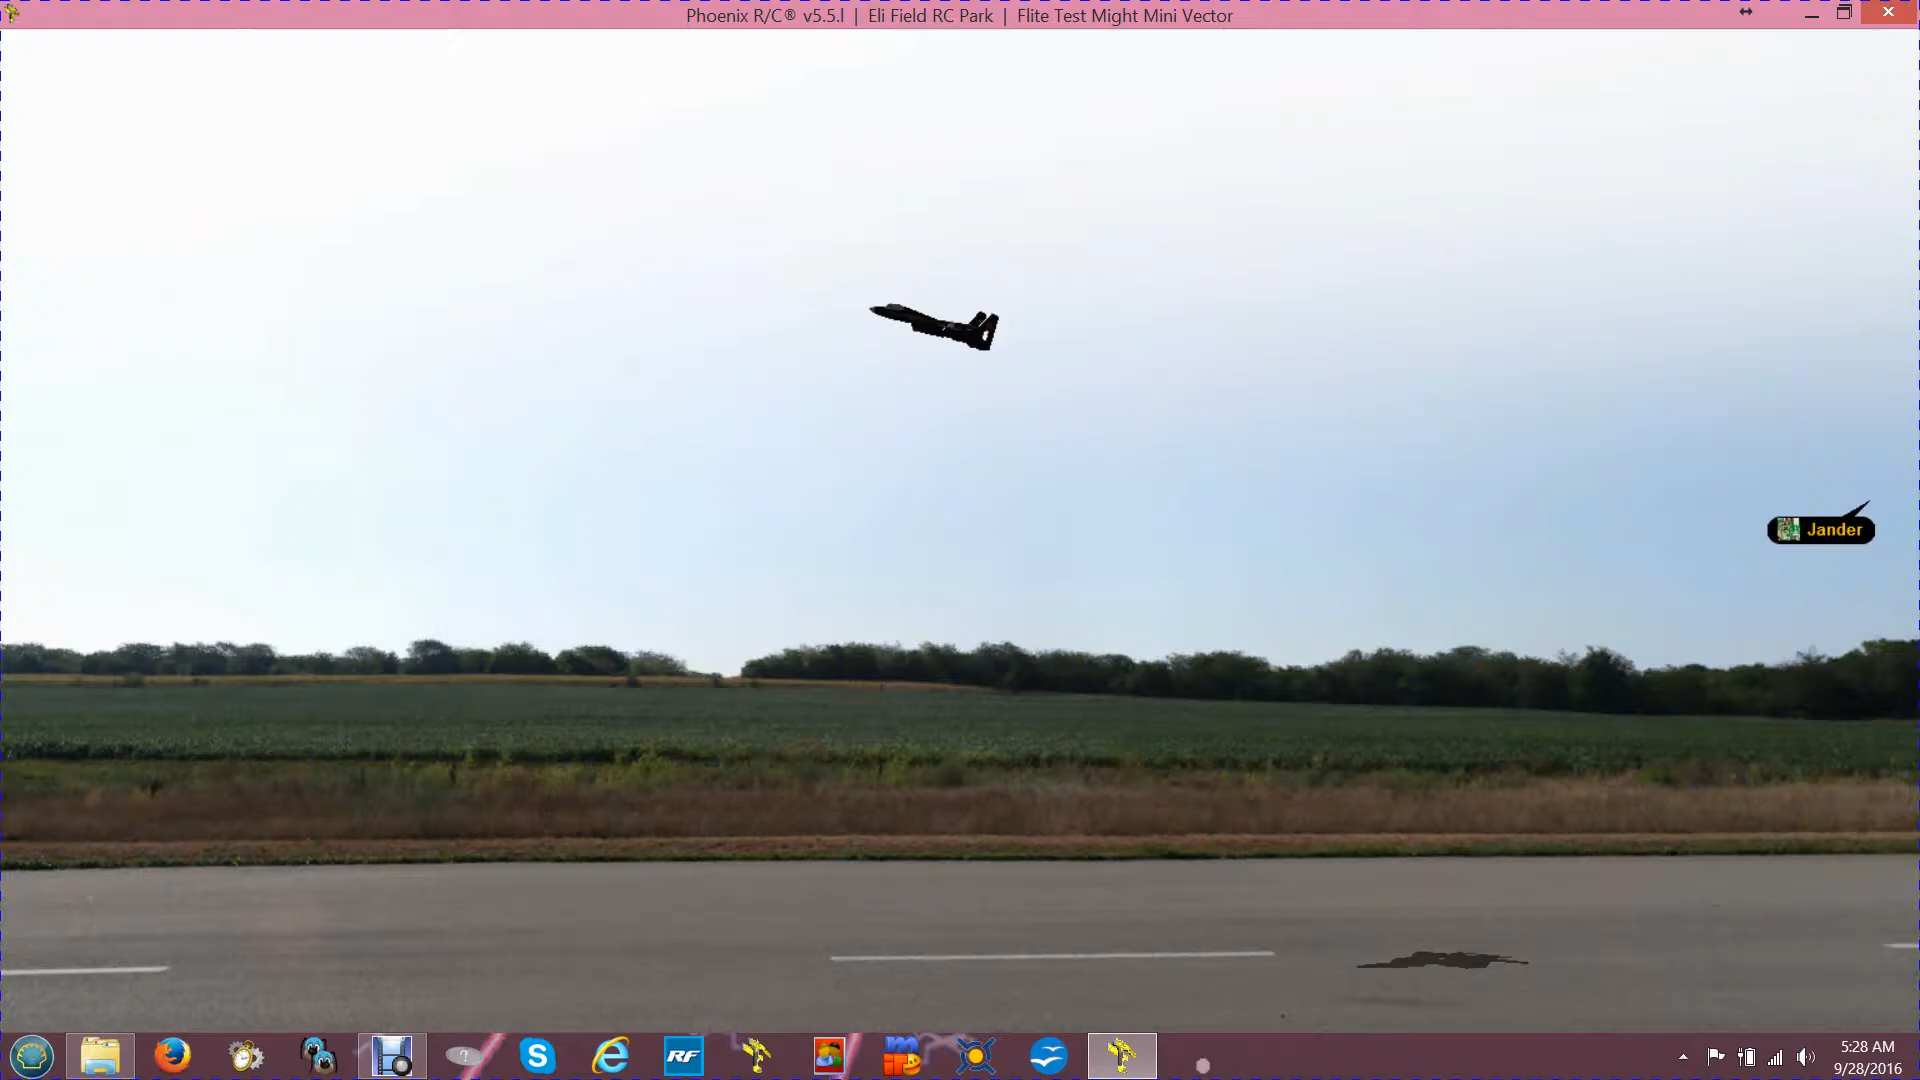 Phoenix R/C® v5.5.l | Eli Field RC Park | Flite Test Might Mini Vector
Jander
RF
5:28 AM
9/28/2016